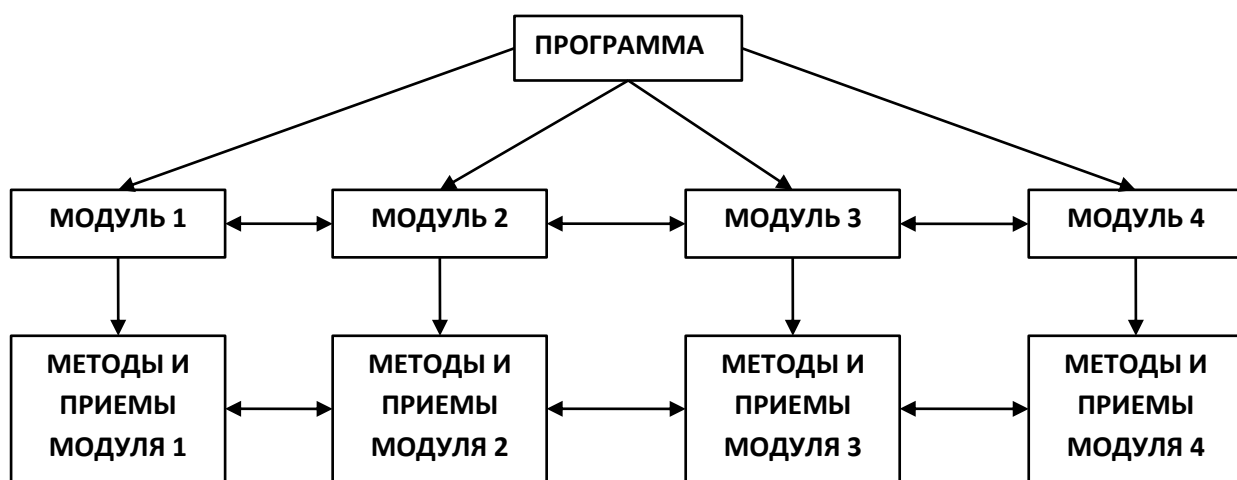 ПРОГРАММА
МОДУЛЬ 1
МОДУЛЬ 2
МОДУЛЬ 3
МОДУЛЬ 4
МЕТОДЫ И
ПРИЕМЫ
МОДУЛЯ 1
МЕТОДЫ И
ПРИЕМЫ
МОДУЛЯ 2
МЕТОДЫ И
ПРИЕМЫ
МОДУЛЯ 3
МЕТОДЫ И
ПРИЕМЫ
МОДУЛЯ 4